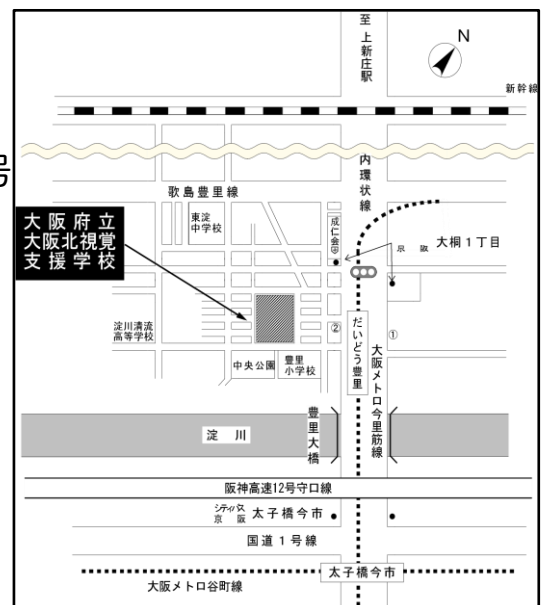 至 上新庄駅
N
新幹線
号
内環状線
歌島豊里線
大阪府立
大阪北視覚
支援学校
東淀
中学校
成仁会㊩
京阪
大桐1丁目
淀川清流
高等学校
中央公園
豊里
小学校
②
①
だいどう豊里
大阪メトロ今里筋線
淀川
豊里大橋
阪神高速12号守口線
シティバス
京阪
太子橋今市
国道1号線
太子橋今市
大阪メトロ谷町線